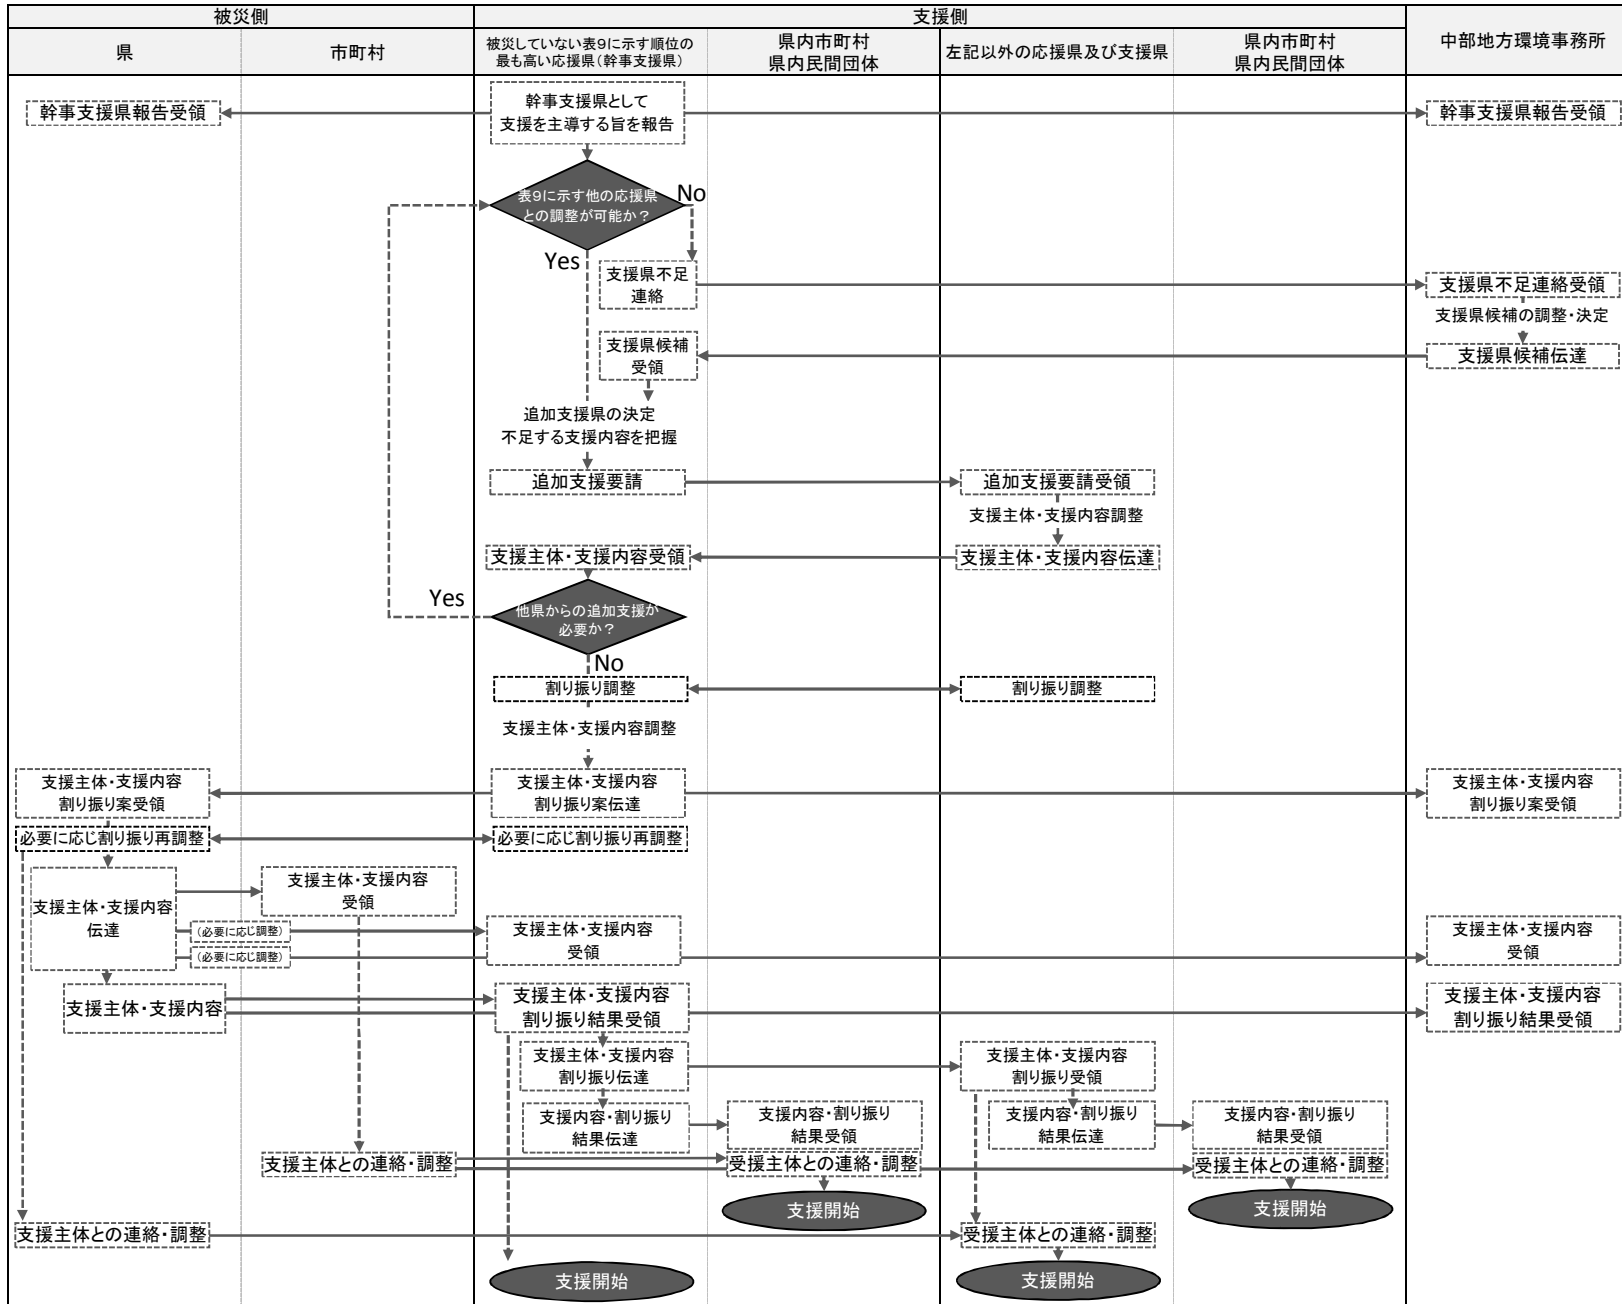 被災側
支援側
県
市町村
被災していない表9に示す順位の
最も高い応援県(幹事支援県)
県内市町村
県内民間団体
左記以外の応援県及び支援県
県内市町村
県内民間団体
中部地方環境事務所
幹事支援県報告受領
幹事支援県として
支援を主導する旨を報告
幹事支援県報告受領
表9に示す他の応援県
との調整が可能か?
No
Yes
支援県不足
連絡
支援県不足連絡受領
支援県候補の調整・決定
支援県候補
受領
支援県候補伝達
追加支援県の決定
不足する支援内容を把握
追加支援要請
追加支援要請受領
支援主体・支援内容調整
支援主体・支援内容受領
支援主体・支援内容伝達
Yes
他県からの追加支援が
必要か?
No
割り振り調整
割り振り調整
支援主体・支援内容調整
支援主体・支援内容
割り振り案受領
支援主体・支援内容
割り振り案伝達
支援主体・支援内容
割り振り案受領
必要に応じ割り振り再調整
必要に応じ割り振り再調整
支援主体・支援内容
伝達
支援主体・支援内容
受領
(必要に応じ調整)
(必要に応じ調整)
支援主体・支援内容
受領
支援主体・支援内容
受領
支援主体・支援内容
支援主体・支援内容
割り振り結果受領
支援主体・支援内容
割り振り結果受領
支援主体・支援内容
割り振り伝達
支援主体・支援内容
割り振り受領
支援内容・割り振り
結果伝達
支援内容・割り振り
結果受領
支援内容・割り振り
結果伝達
支援内容・割り振り
結果受領
支援主体との連絡・調整
受援主体との連絡・調整
受援主体との連絡・調整
支援開始
支援開始
支援主体との連絡・調整
受援主体との連絡・調整
支援開始
支援開始